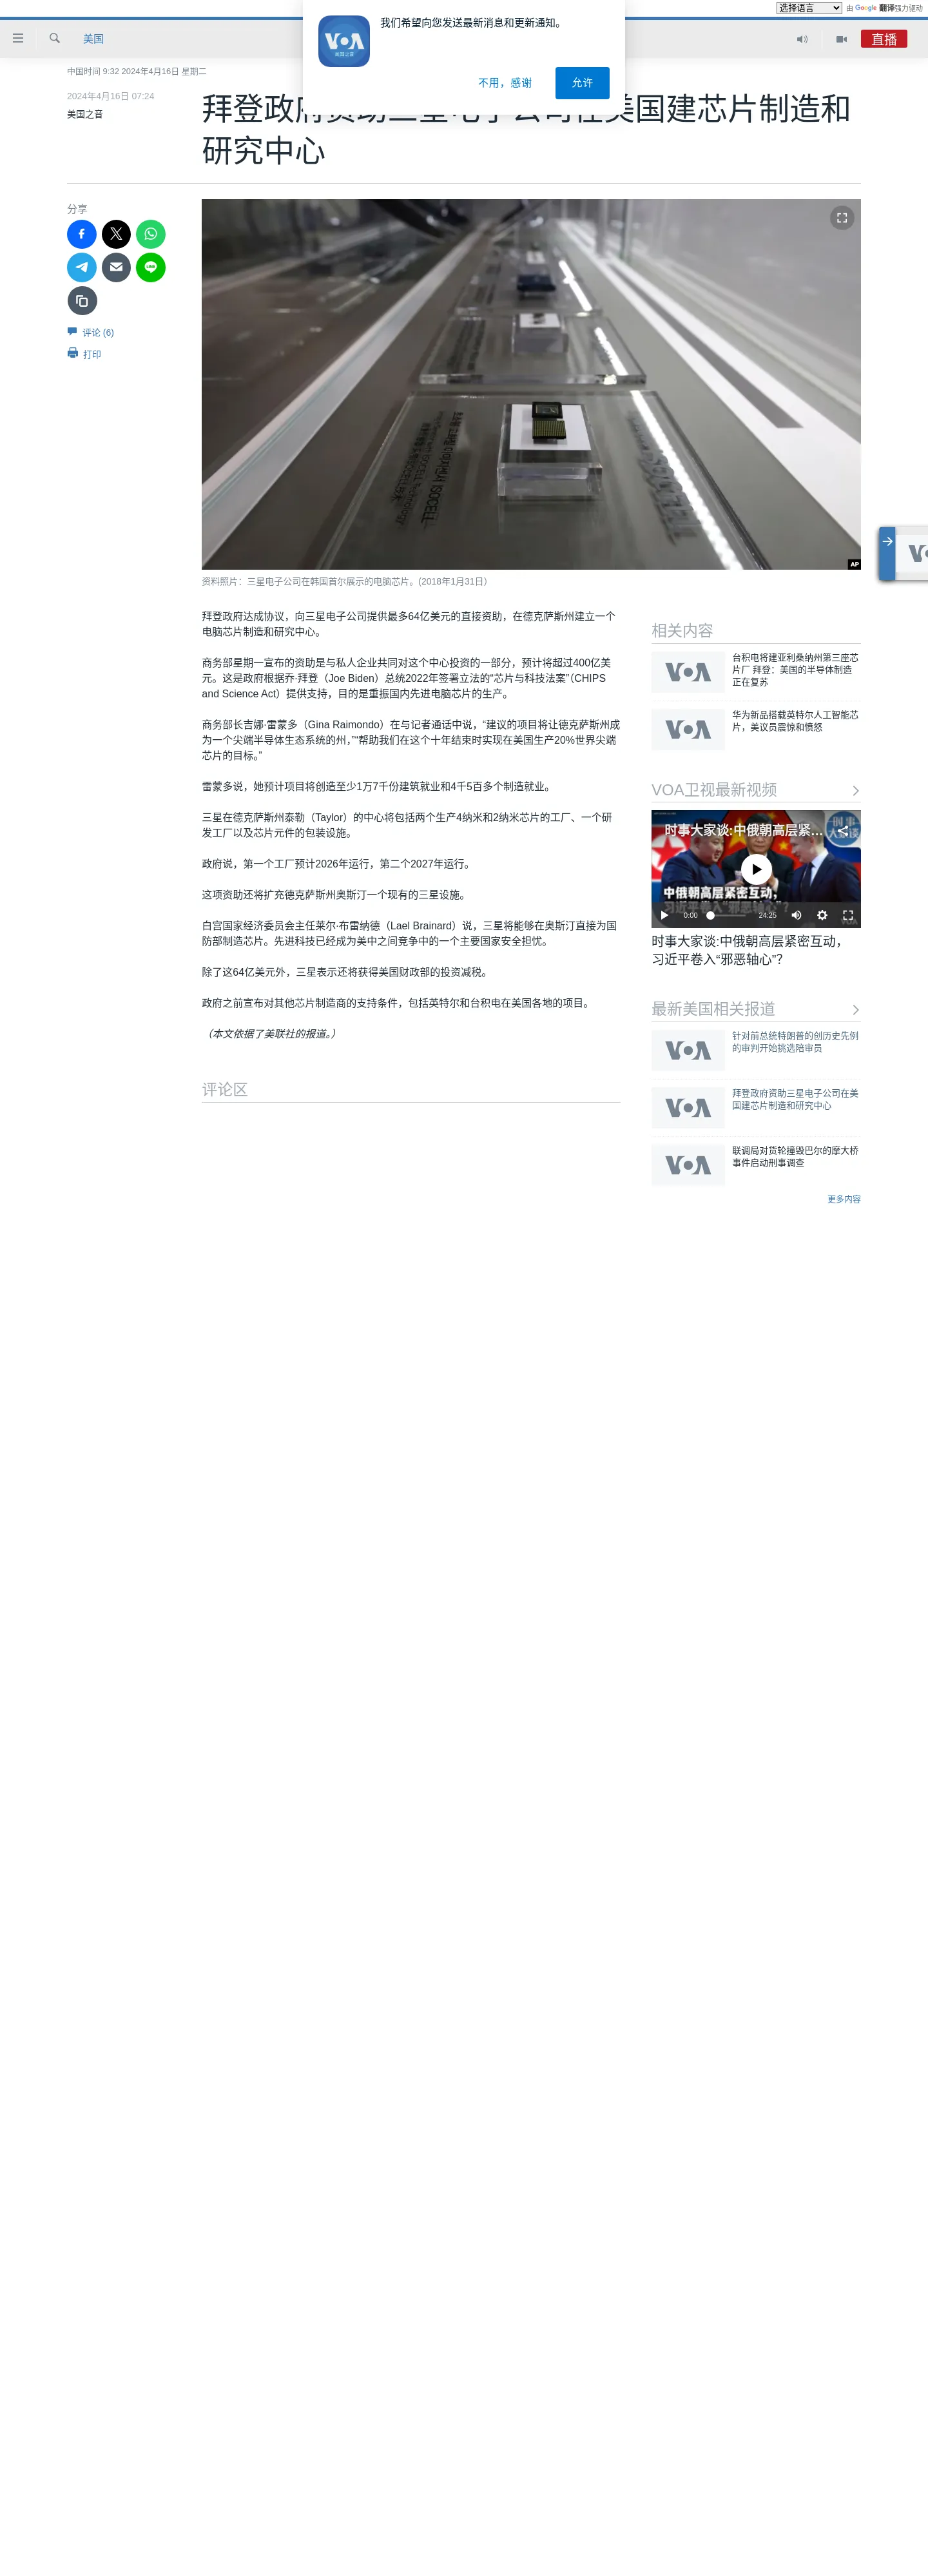 选择语言
由 Google 翻译强力驱动
我们希望向您发送最新消息和更新通知。
VOA
美国之音
不用，感谢
允许
美国
直播
中国时间 9:32 2024年4月16日 星期二
2024年4月16日 07:24
美国之音
拜登政府资助三星电子公司在美国建芯片制造和
研究中心
分享
评论 (6)
打印
AP
资料照片：三星电子公司在韩国首尔展示的电脑芯片。(2018年1月31日）
拜登政府达成协议，向三星电子公司提供最多64亿美元的直接资助，在德克萨斯州建立一个
电脑芯片制造和研究中心。
商务部星期一宣布的资助是与私人企业共同对这个中心投资的一部分，预计将超过400亿美
元。这是政府根据乔·拜登（Joe Biden）总统2022年签署立法的“芯片与科技法案”（CHIPS
and Science Act）提供支持，目的是重振国内先进电脑芯片的生产。
商务部长吉娜·雷蒙多（Gina Raimondo）在与记者通话中说，“建议的项目将让德克萨斯州成
为一个尖端半导体生态系统的州，”“帮助我们在这个十年结束时实现在美国生产20%世界尖端
芯片的目标。”
雷蒙多说，她预计项目将创造至少1万7千份建筑就业和4千5百多个制造就业。
三星在德克萨斯州泰勒（Taylor）的中心将包括两个生产4纳米和2纳米芯片的工厂、一个研
发工厂以及芯片元件的包装设施。
政府说，第一个工厂预计2026年运行，第二个2027年运行。
这项资助还将扩充德克萨斯州奥斯汀一个现有的三星设施。
白宫国家经济委员会主任莱尔·布雷纳德（Lael Brainard）说，三星将能够在奥斯汀直接为国
防部制造芯片。先进科技已经成为美中之间竞争中的一个主要国家安全担忧。
除了这64亿美元外，三星表示还将获得美国财政部的投资减税。
政府之前宣布对其他芯片制造商的支持条件，包括英特尔和台积电在美国各地的项目。
（本文依据了美联社的报道。）
评论区
相关内容
VOA
台积电将建亚利桑纳州第三座芯
片厂 拜登：美国的半导体制造
正在复苏
VOA
华为新品搭载英特尔人工智能芯
片，美议员震惊和愤怒
VOA卫视最新视频
时事大家谈:中俄朝高层紧...
时事
大家谈
中俄朝高层紧密互动，
习近平卷入“邪恶轴心”？
0:00
24:25
VOA
时事大家谈:中俄朝高层紧密互动，
习近平卷入“邪恶轴心”？
最新美国相关报道
VOA
针对前总统特朗普的创历史先例
的审判开始挑选陪审员
VOA
拜登政府资助三星电子公司在美
国建芯片制造和研究中心
VOA
联调局对货轮撞毁巴尔的摩大桥
事件启动刑事调查
更多内容